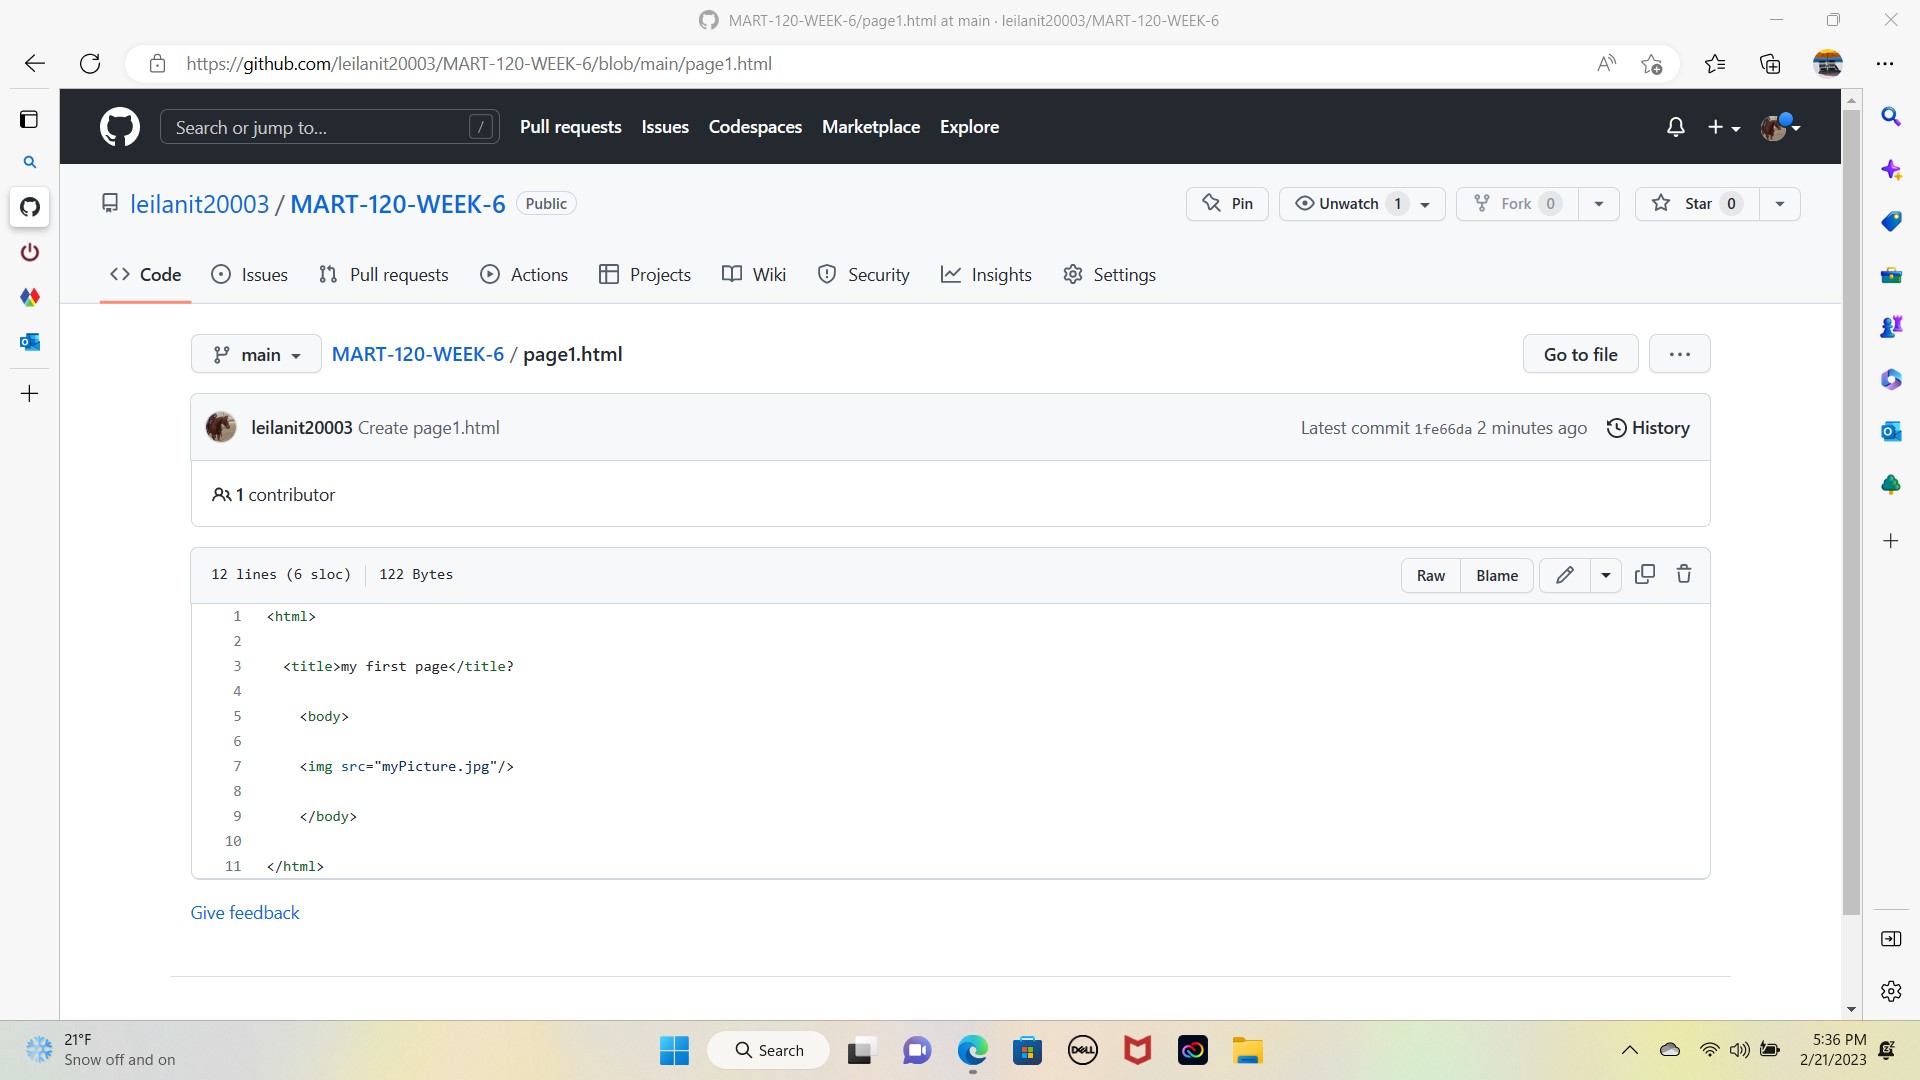 MART-120-WEEK-6/page1.html at main · leilanit20003/MART-120-WEEK-6
https://github.com/leilanit20003/MART-120-WEEK-6/blob/main/page1.html
Search or jump to... /
Pull requests Issues Codespaces Marketplace Explore
leilanit20003 / MART-120-WEEK-6 Public
Pin Unwatch 1 Fork 0 Star 0
<> Code Issues Pull requests Actions Projects Wiki Security Insights Settings
main MART-120-WEEK-6 / page1.html Go to file ...
leilanit20003 Create page1.html Latest commit 1fe66da 2 minutes ago History
1 contributor
12 lines (6 sloc) 122 Bytes Raw Blame
1 <html>
2
3 <title>my first page</title?
4
5 <body>
6
7 <img src="myPicture.jpg"/>
8
9 </body>
10
11 </html>
Give feedback
21°F
Snow off and on
Search
DELL
5:36 PM
2/21/2023